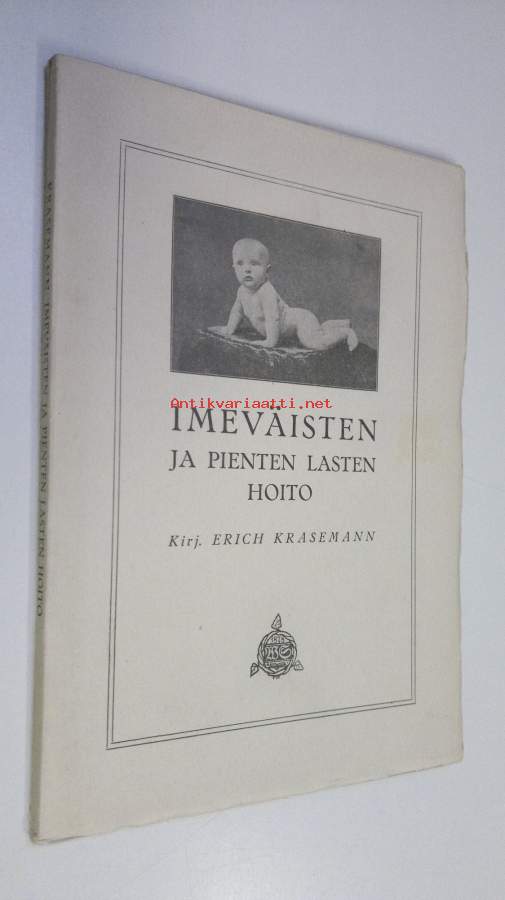 Antikvariaatti.net
IMEVÄISTEN
JA PIENTEN LASTEN
HOITO
Kirj. ERICH KRASEMANN
KRASEMANN: IMEVÄISTEN JA PIENTEN LASTEN HOITO